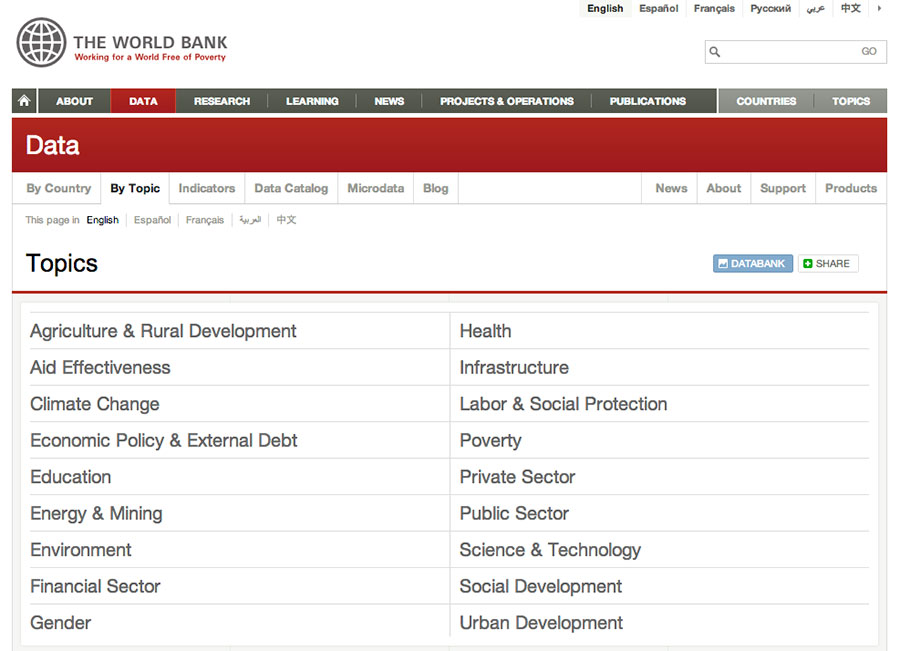 English Español Français Русский عربي 中文
THE WORLD BANK
Working for a World Free of Poverty
GO
ABOUT DATA RESEARCH LEARNING NEWS PROJECTS & OPERATIONS PUBLICATIONS COUNTRIES TOPICS
Data
By Country By Topic Indicators Data Catalog Microdata Blog News About Support Products
This page in English Español Français العربية 中文
Topics
DATABANK SHARE
Agriculture & Rural Development
Aid Effectiveness
Climate Change
Economic Policy & External Debt
Education
Energy & Mining
Environment
Financial Sector
Gender
Health
Infrastructure
Labor & Social Protection
Poverty
Private Sector
Public Sector
Science & Technology
Social Development
Urban Development